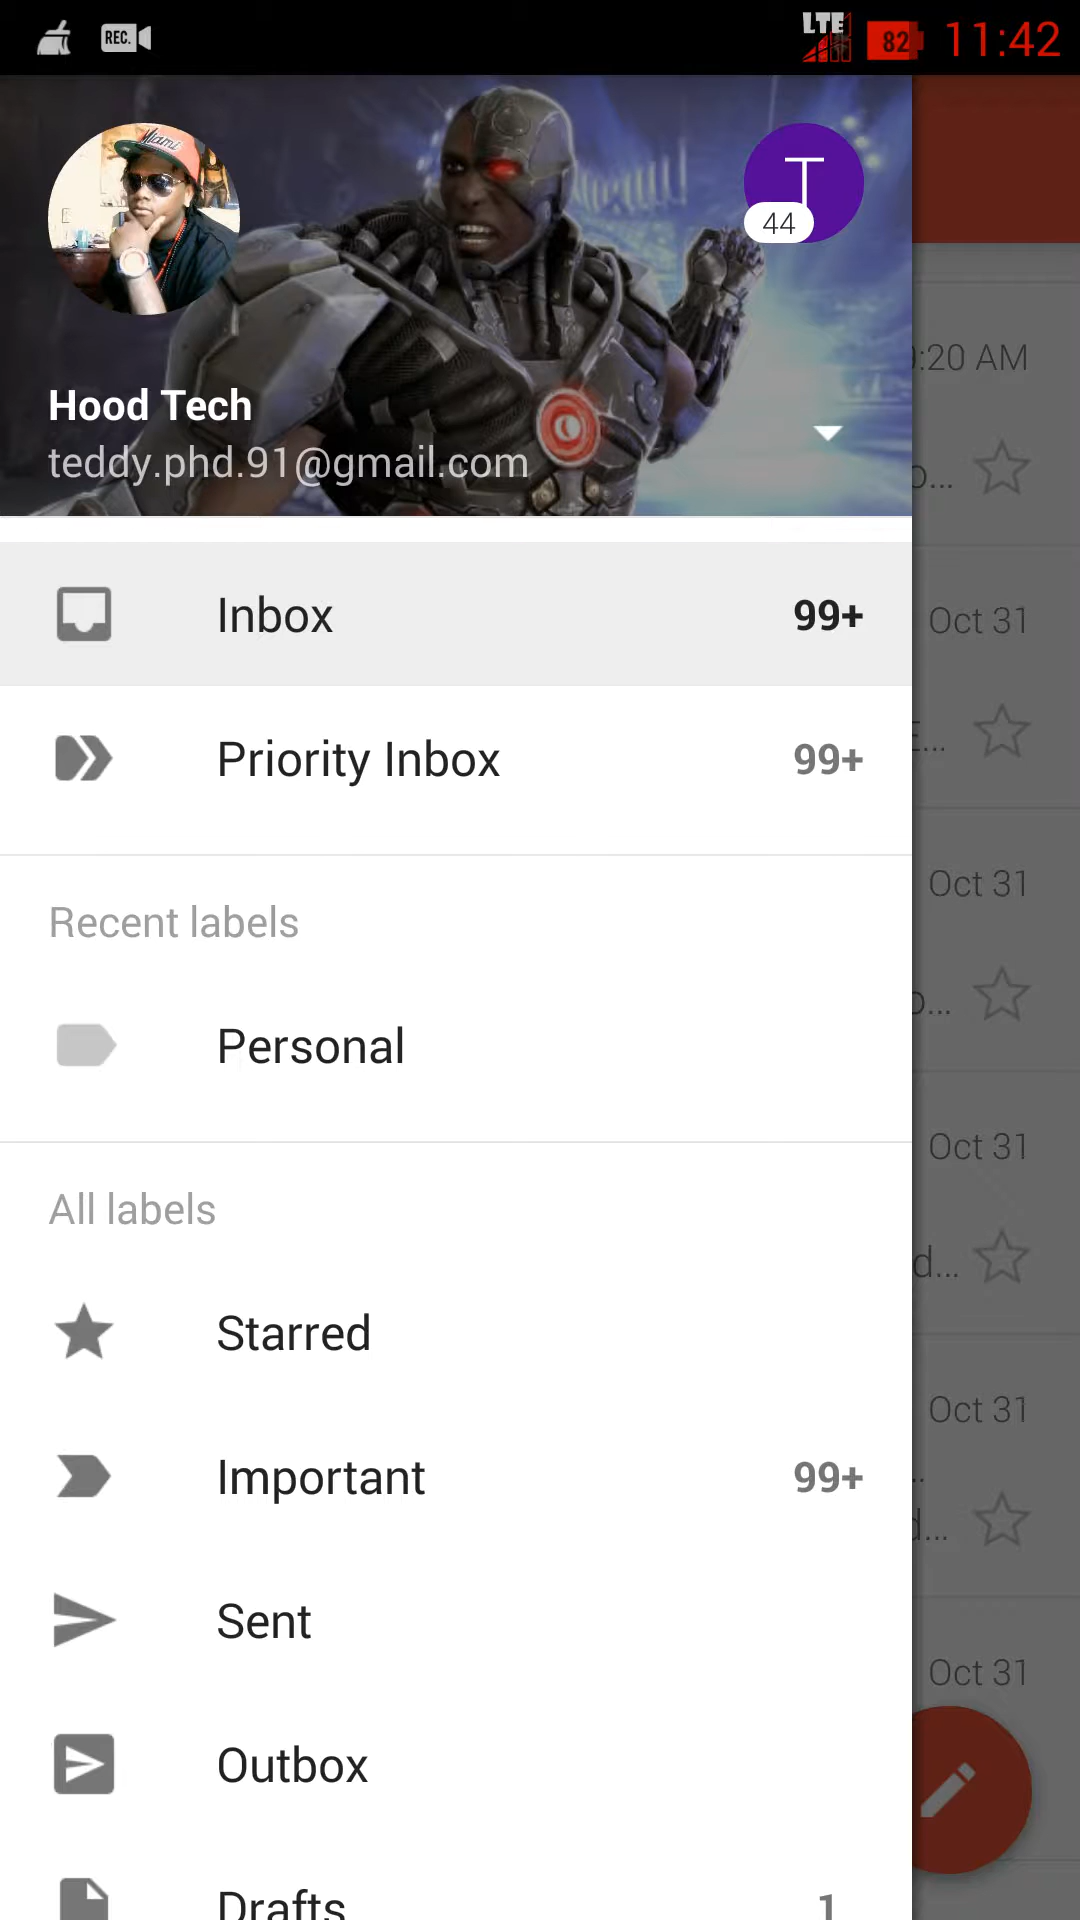 REC.
LTE
82
11:42
Miami
T
44
Hood Tech
teddy.phd.91@gmail.com
:20 AM
o...
Inbox 99+
Oct 31
E...
Priority Inbox 99+
Oct 31
Recent labels
o...
Personal
Oct 31
All labels
d...
Starred
Oct 31
Important 99+
..
d...
Sent
Oct 31
Outbox
Drafts 1